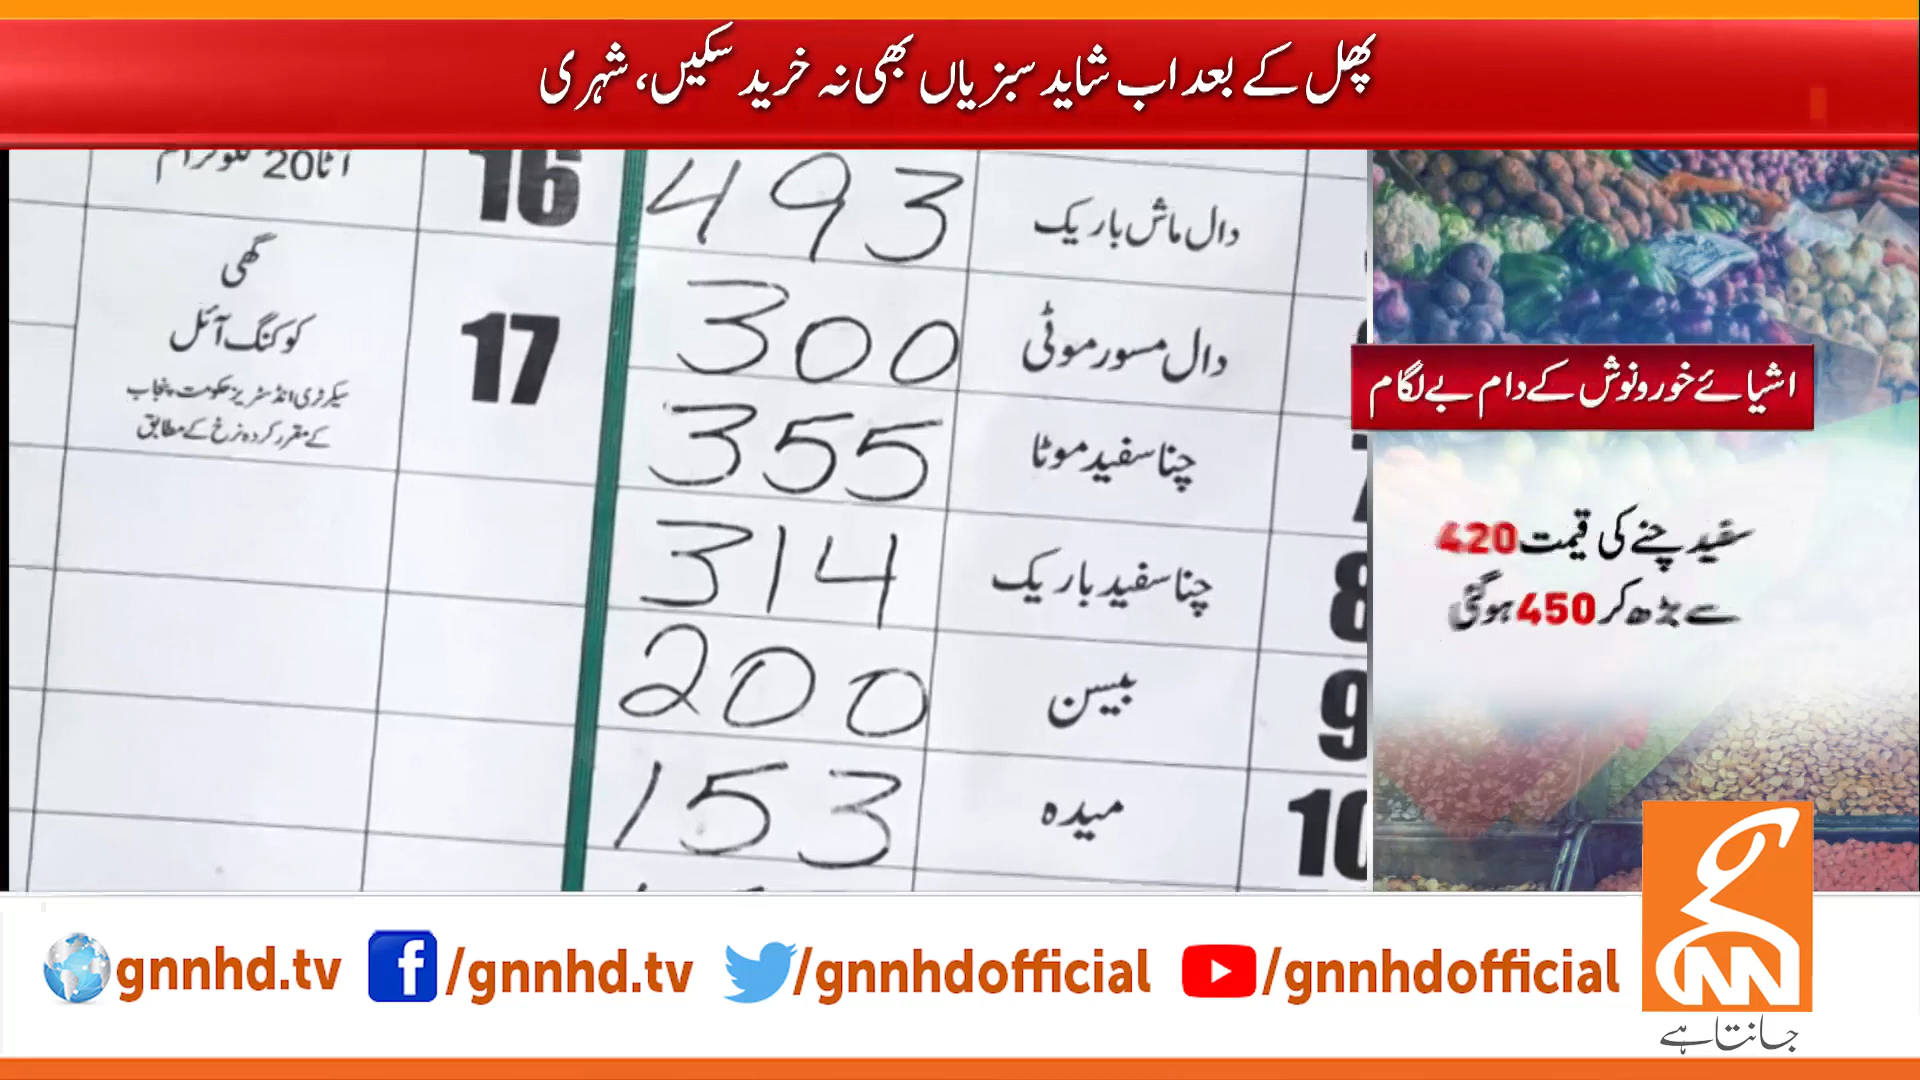 پھل کے بعد اب شاید سبزیاں بھی نہ خرید سکیں، شہری
دال ماش باریک 493
16 آٹا 20 کلوگرام
دال مسور موٹی 300
17 گھی
کوکنگ آئل
سیکرٹری انڈسٹریز حکومت پنجاب
کے مقرر کردہ نرخ کے مطابق
چنا سفید موٹا 355
8 چنا سفید باریک 314
9 بیسن 200
10 میدہ 153
اشیائے خورونوش کے دام بے لگام
سفید چنے کی قیمت 420
سے بڑھ کر 450 ہوگئی
gnnhd.tv /gnnhd.tv /gnnhdofficial /gnnhdofficial
GNN
جانتا ہے